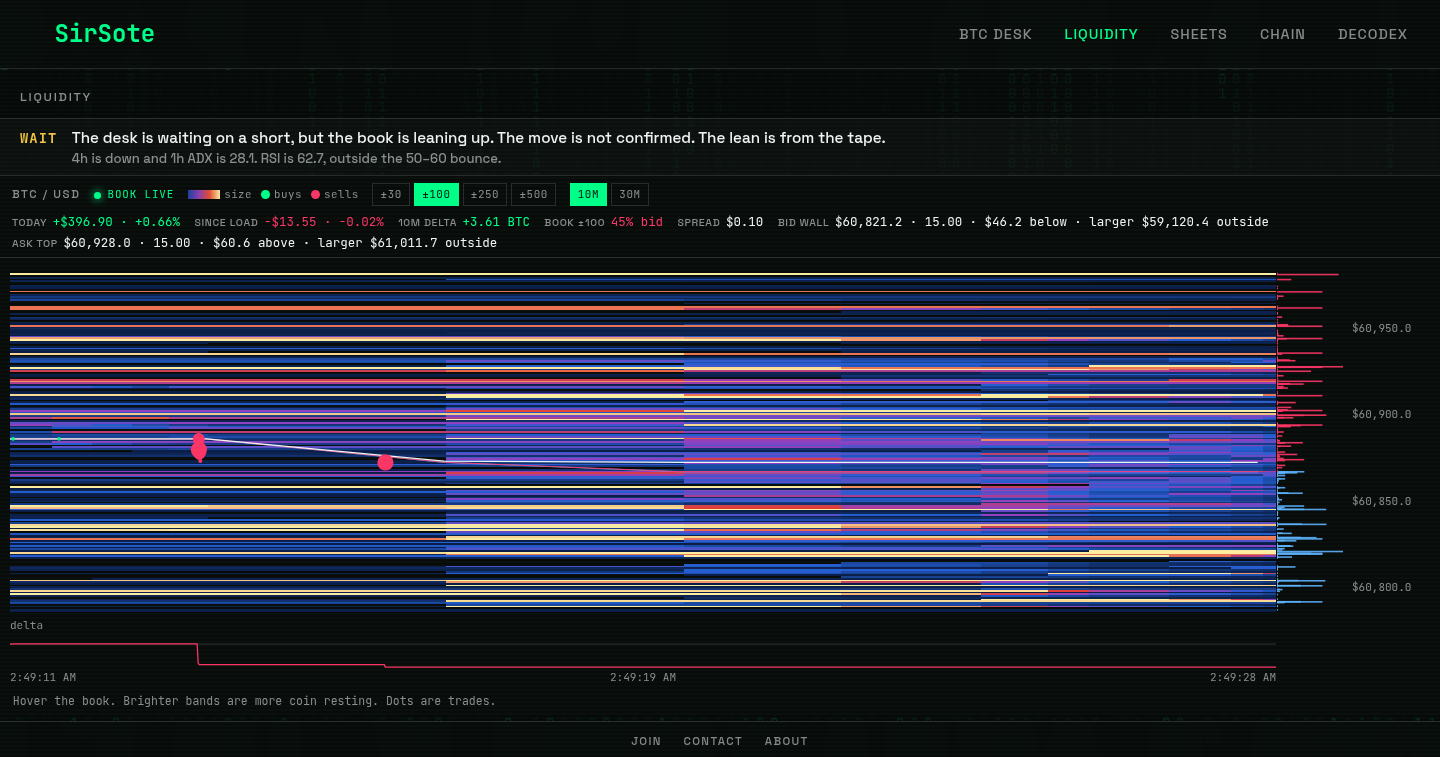 SirSote
BTC DESK LIQUIDITY SHEETS CHAIN DECODEX
LIQUIDITY
WAIT The desk is waiting on a short, but the book is leaning up. The move is not confirmed. The lean is from the tape.
4h is down and 1h ADX is 28.1. RSI is 62.7, outside the 50–60 bounce.
BTC / USD BOOK LIVE size buys sells ±30 ±100 ±250 ±500 10M 30M
TODAY +$396.90 · +0.66% SINCE LOAD -$13.55 · -0.02% 10M DELTA +3.61 BTC BOOK ±100 45% bid SPREAD $0.10 BID WALL $60,821.2 · 15.00 · $46.2 below · larger $59,120.4 outside
ASK TOP $60,928.0 · 15.00 · $60.6 above · larger $61,011.7 outside
$60,950.0
$60,900.0
$60,850.0
$60,800.0
delta
2:49:11 AM 2:49:19 AM 2:49:28 AM
Hover the book. Brighter bands are more coin resting. Dots are trades.
JOIN CONTACT ABOUT